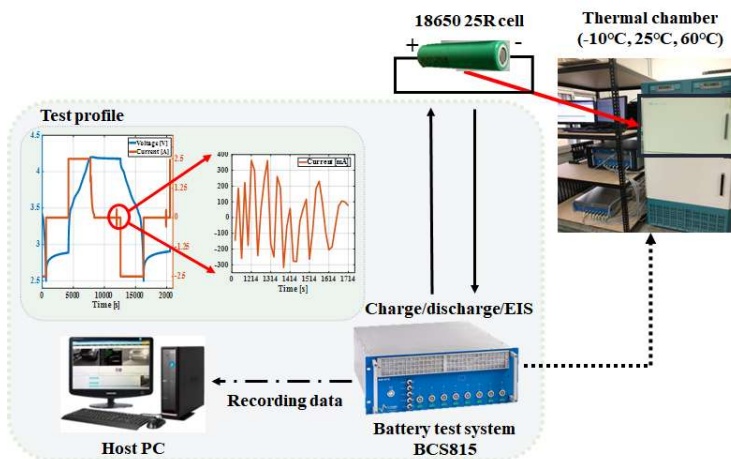 18650 25R cell
+ -
Thermal chamber
(-10°C, 25°C, 60°C)
Test profile
Voltage [V]
Current [A]
4.5
4
3.5
3
2.5
2.5
1.25
0
-1.25
-2.5
0 5000 10000 15000 2000
Time [s]
Current [mA]
400
300
200
100
0
-100
-200
-300
1214 1314 1414 1514 1614 1714
Time [s]
Charge/discharge/EIS
Recording data
Host PC
Battery test system
BCS815